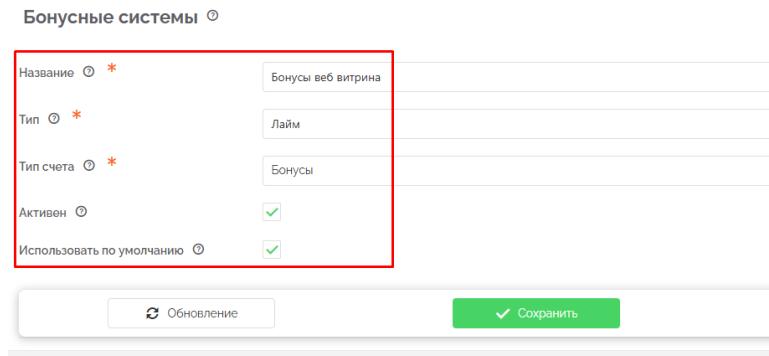 Бонусные системы
Название *
Бонусы веб витрина
Тип *
Лайм
Тип счета *
Бонусы
Активен
Использовать по умолчанию
Обновление
Сохранить